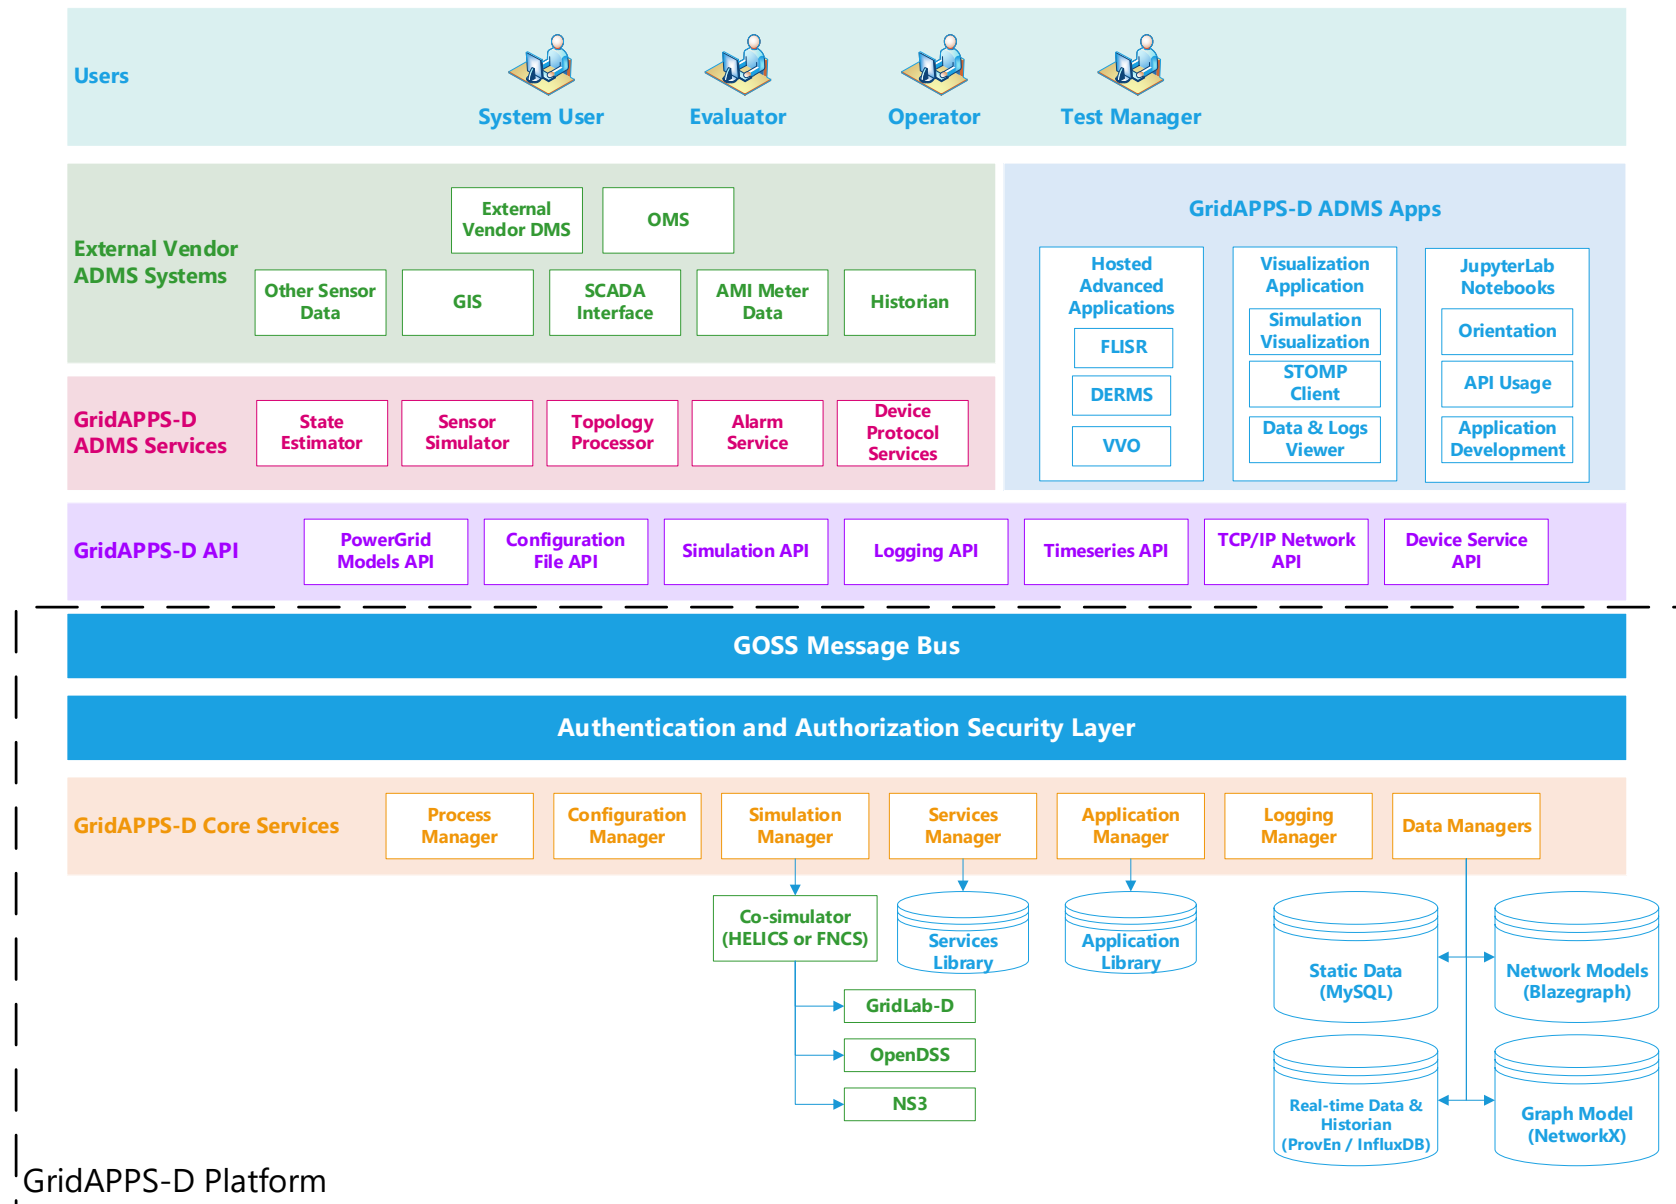 Users
System User
Evaluator
Operator
Test Manager
External Vendor
ADMS Systems
External
Vendor DMS
OMS
Other Sensor
Data
GIS
SCADA
Interface
AMI Meter
Data
Historian
GridAPPS-D ADMS Apps
Hosted
Advanced
Applications
FLISR
DERMS
VVO
Visualization
Application
Simulation
Visualization
STOMP
Client
Data & Logs
Viewer
JupyterLab
Notebooks
Orientation
API Usage
Application
Development
GridAPPS-D
ADMS Services
State
Estimator
Sensor
Simulator
Topology
Processor
Alarm
Service
Device
Protocol
Services
GridAPPS-D API
PowerGrid
Models API
Configuration
File API
Simulation API
Logging API
Timeseries API
TCP/IP Network
API
Device Service
API
GOSS Message Bus
Authentication and Authorization Security Layer
GridAPPS-D Core Services
Process
Manager
Configuration
Manager
Simulation
Manager
Services
Manager
Application
Manager
Logging
Manager
Data Managers
Co-simulator
(HELICS or FNCS)
Services
Library
Application
Library
Static Data
(MySQL)
Network Models
(Blazegraph)
GridLab-D
OpenDSS
NS3
Real-time Data &
Historian
(ProvEn / InfluxDB)
Graph Model
(NetworkX)
GridAPPS-D Platform